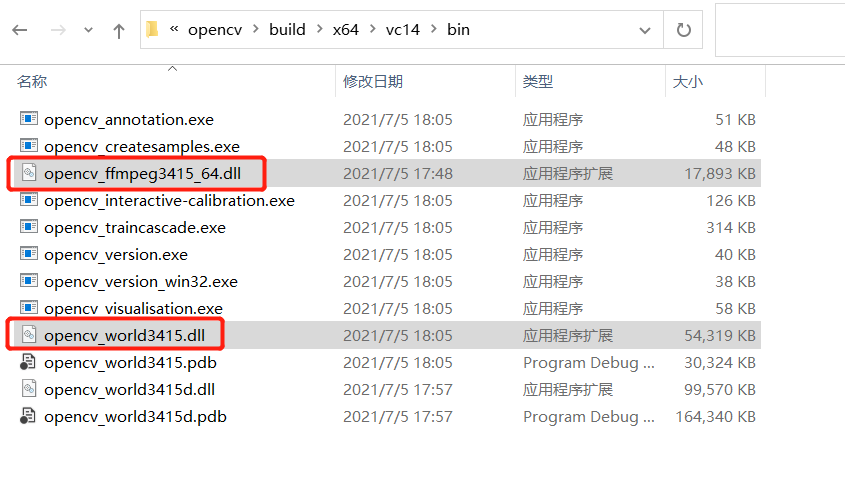 « opencv > build > x64 > vc14 > bin
名称 修改日期 类型 大小
opencv_annotation.exe 2021/7/5 18:05 应用程序 51 KB
opencv_createsamples.exe 2021/7/5 18:05 应用程序 48 KB
opencv_ffmpeg3415_64.dll 2021/7/5 17:48 应用程序扩展 17,893 KB
opencv_interactive-calibration.exe 2021/7/5 18:05 应用程序 126 KB
opencv_traincascade.exe 2021/7/5 18:05 应用程序 314 KB
opencv_version.exe 2021/7/5 18:05 应用程序 40 KB
opencv_version_win32.exe 2021/7/5 18:05 应用程序 38 KB
opencv_visualisation.exe 2021/7/5 18:05 应用程序 58 KB
opencv_world3415.dll 2021/7/5 18:05 应用程序扩展 54,319 KB
opencv_world3415.pdb 2021/7/5 18:05 Program Debug ... 30,324 KB
opencv_world3415d.dll 2021/7/5 17:57 应用程序扩展 99,570 KB
opencv_world3415d.pdb 2021/7/5 17:57 Program Debug ... 164,340 KB